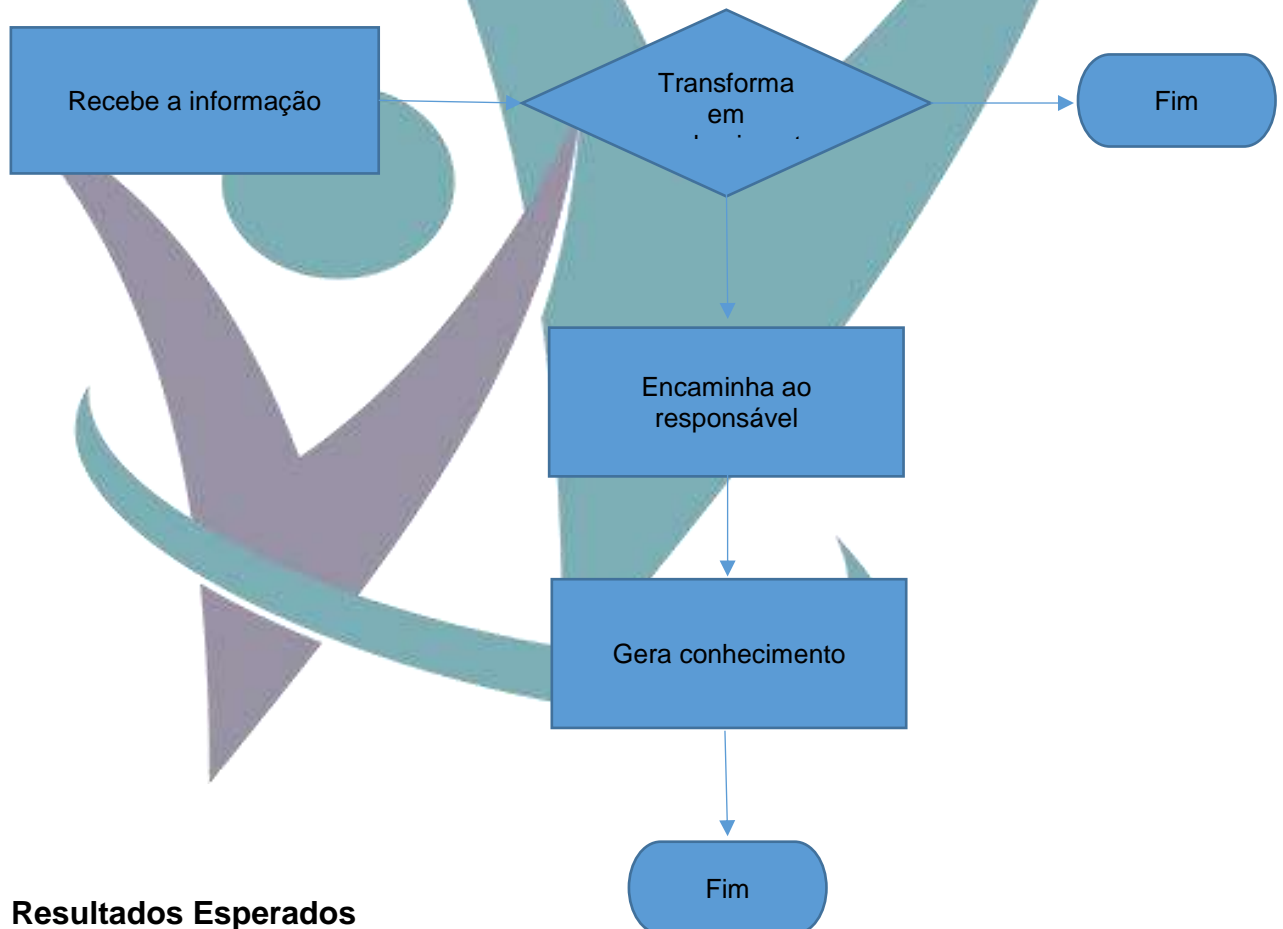 Recebe a informação
Transforma
em
Fim
Encaminha ao
responsável
Gera conhecimento
Fim
Resultados Esperados